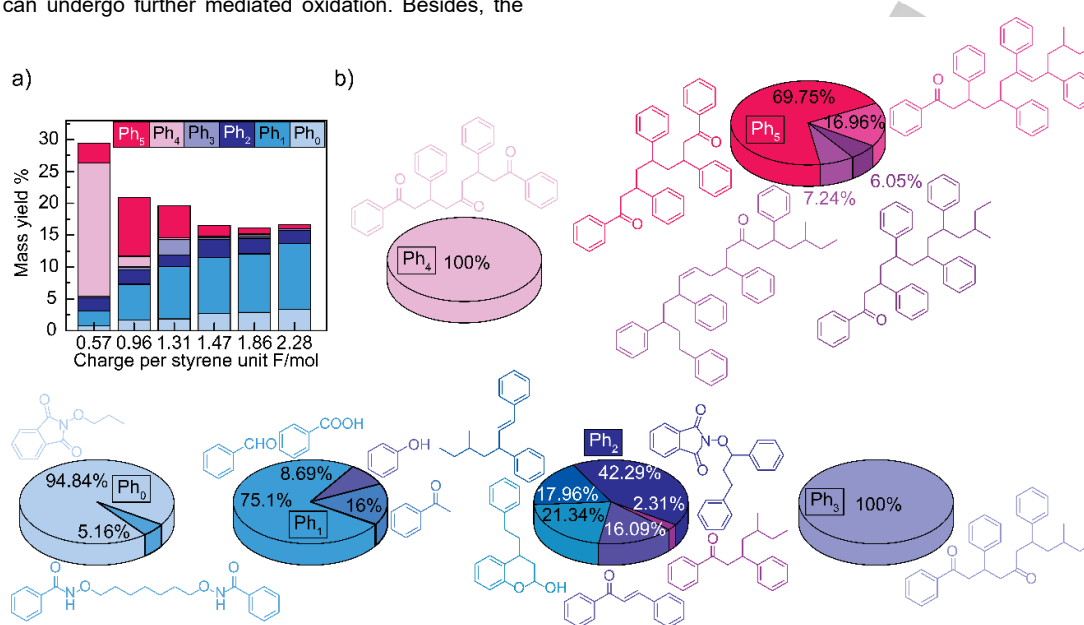 can undergo further mediated oxidation. Besides, the
a)
b)
Mass yield %
30
25
20
15
10
5
0
Ph5 Ph4 Ph3 Ph2 Ph1 Ph0
0.57 0.96 1.31 1.47 1.86 2.28
Charge per styrene unit F/mol
O
O
O
Ph4 100%
O
O
69.75%
Ph5
16.96%
6.05%
7.24%
O
O
O
O
N
O
O
94.84%
Ph0
5.16%
O
N
H
O
O
N
H
O
CHO
COOH
OH
O
8.69%
75.1%
16%
Ph1
Ph2
42.29%
17.96%
2.31%
21.34%
16.09%
O
OH
O
N
O
O
O
O
Ph3 100%
O
O